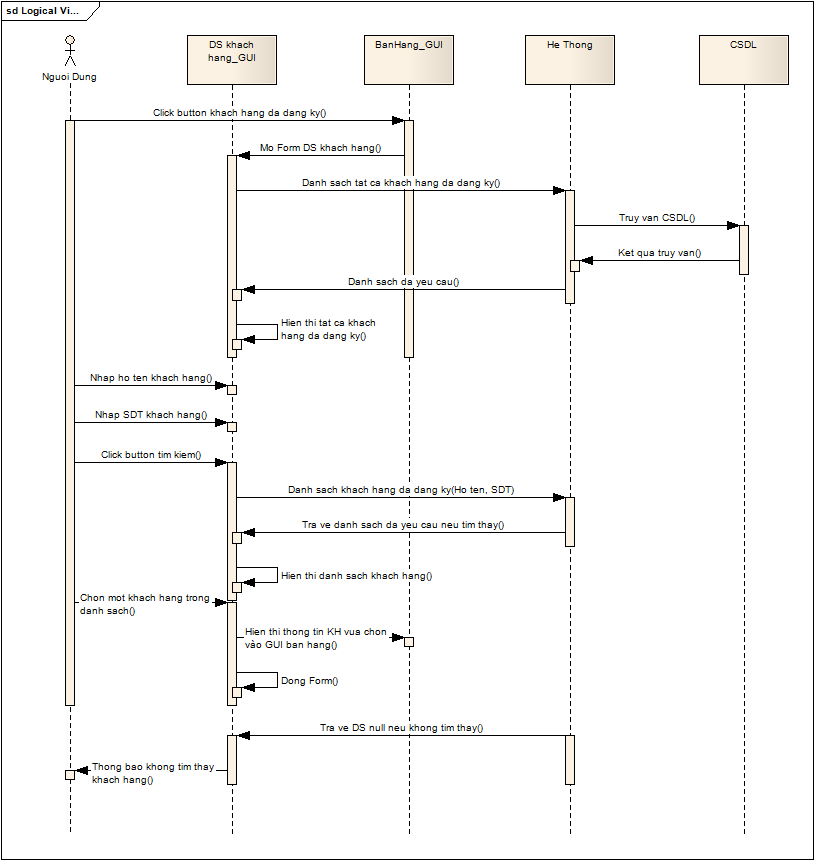 sd Logical Vi...
Nguoi Dung
DS khach
hang_GUI
BanHang_GUI
He Thong
CSDL
Click button khach hang da dang ky()
Mo Form DS khach hang()
Danh sach tat ca khach hang da dang ky()
Truy van CSDL()
Ket qua truy van()
Danh sach da yeu cau()
Hien thi tat ca khach
hang da dang ky()
Nhap ho ten khach hang()
Nhap SDT khach hang()
Click button tim kiem()
Danh sach khach hang da dang ky(Ho ten, SDT)
Tra ve danh sach da yeu cau neu tim thay()
Hien thi danh sach khach hang()
Chon mot khach hang trong
danh sach()
Hien thi thong tin KH vua chon
vào GUI ban hang()
Dong Form()
Tra ve DS null neu khong tim thay()
Thong bao khong tim thay
khach hang()